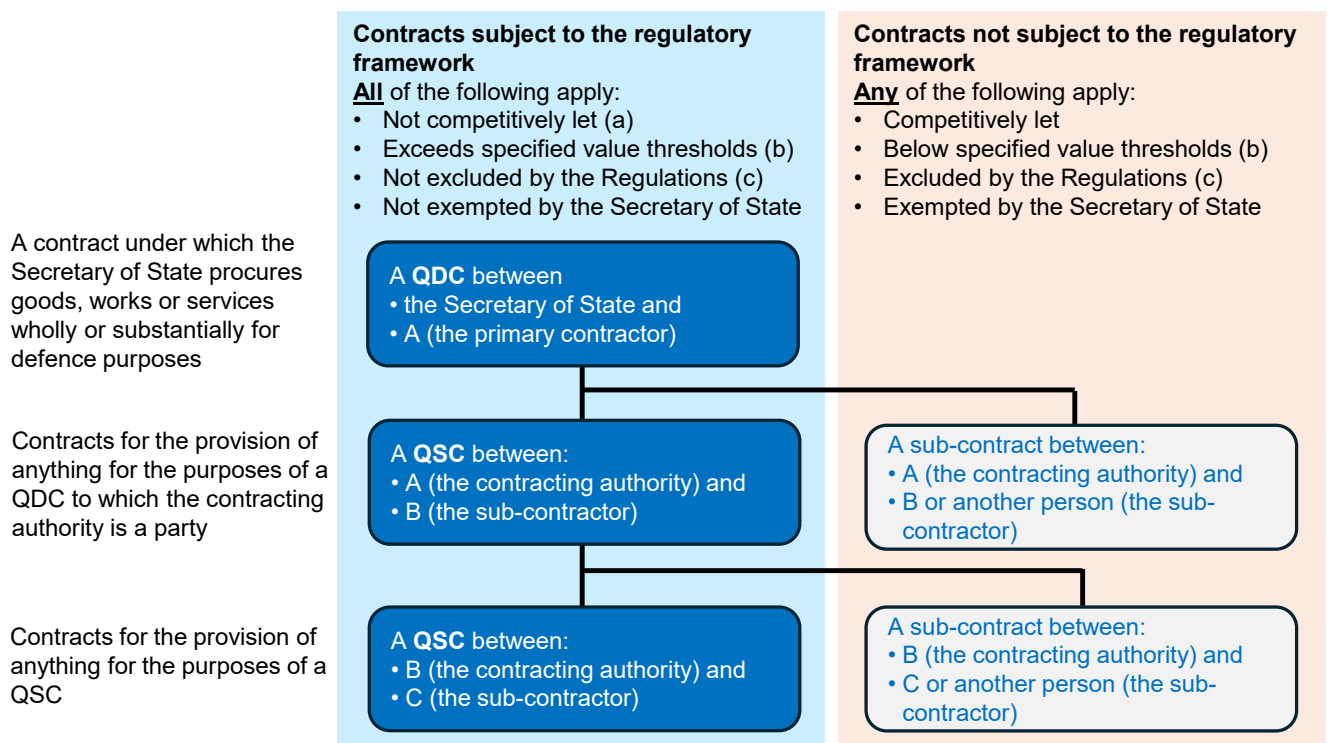 Contracts subject to the regulatory
framework
All of the following apply:
• Not competitively let (a)
• Exceeds specified value thresholds (b)
• Not excluded by the Regulations (c)
• Not exempted by the Secretary of State
Contracts not subject to the regulatory
framework
Any of the following apply:
• Competitively let
• Below specified value thresholds (b)
• Excluded by the Regulations (c)
• Exempted by the Secretary of State
A contract under which the
Secretary of State procures
goods, works or services
wholly or substantially for
defence purposes
A QDC between
• the Secretary of State and
• A (the primary contractor)
Contracts for the provision of
anything for the purposes of a
QDC to which the contracting
authority is a party
A QSC between:
• A (the contracting authority) and
• B (the sub-contractor)
A sub-contract between:
• A (the contracting authority) and
• B or another person (the sub-
contractor)
Contracts for the provision of
anything for the purposes of a
QSC
A QSC between:
• B (the contracting authority) and
• C (the sub-contractor)
A sub-contract between:
• B (the contracting authority) and
• C or another person (the sub-
contractor)